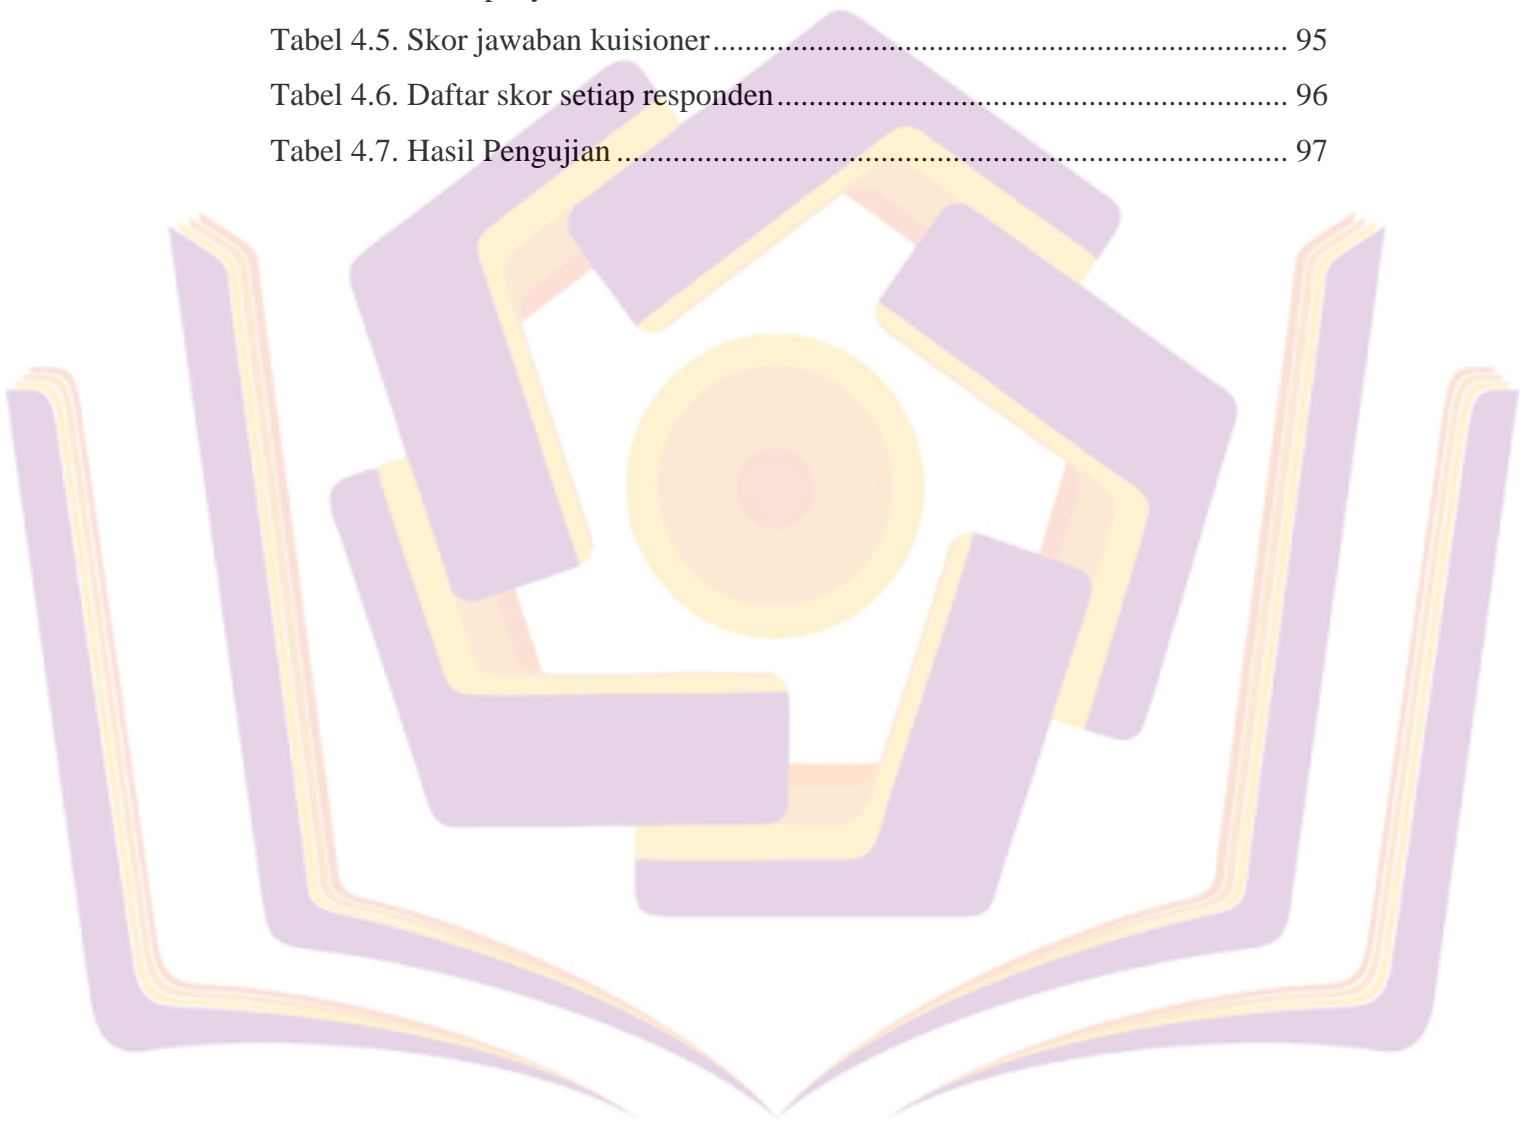 Tabel 4.5. Skor jawaban kuisioner........................................................................ 95
Tabel 4.6. Daftar skor setiap responden................................................................ 96
Tabel 4.7. Hasil Pengujian .................................................................................... 97